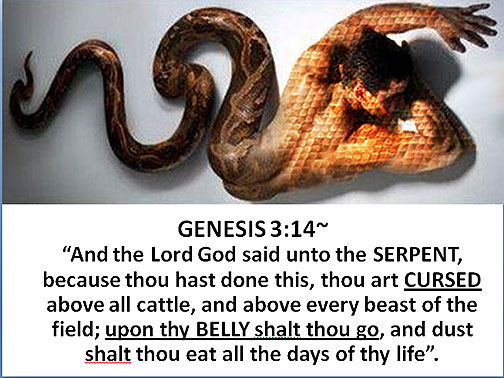 GENESIS 3:14~
“And the Lord God said unto the SERPENT,
because thou hast done this, thou art CURSED
above all cattle, and above every beast of the
field; upon thy BELLY shalt thou go, and dust
shalt thou eat all the days of thy life”.